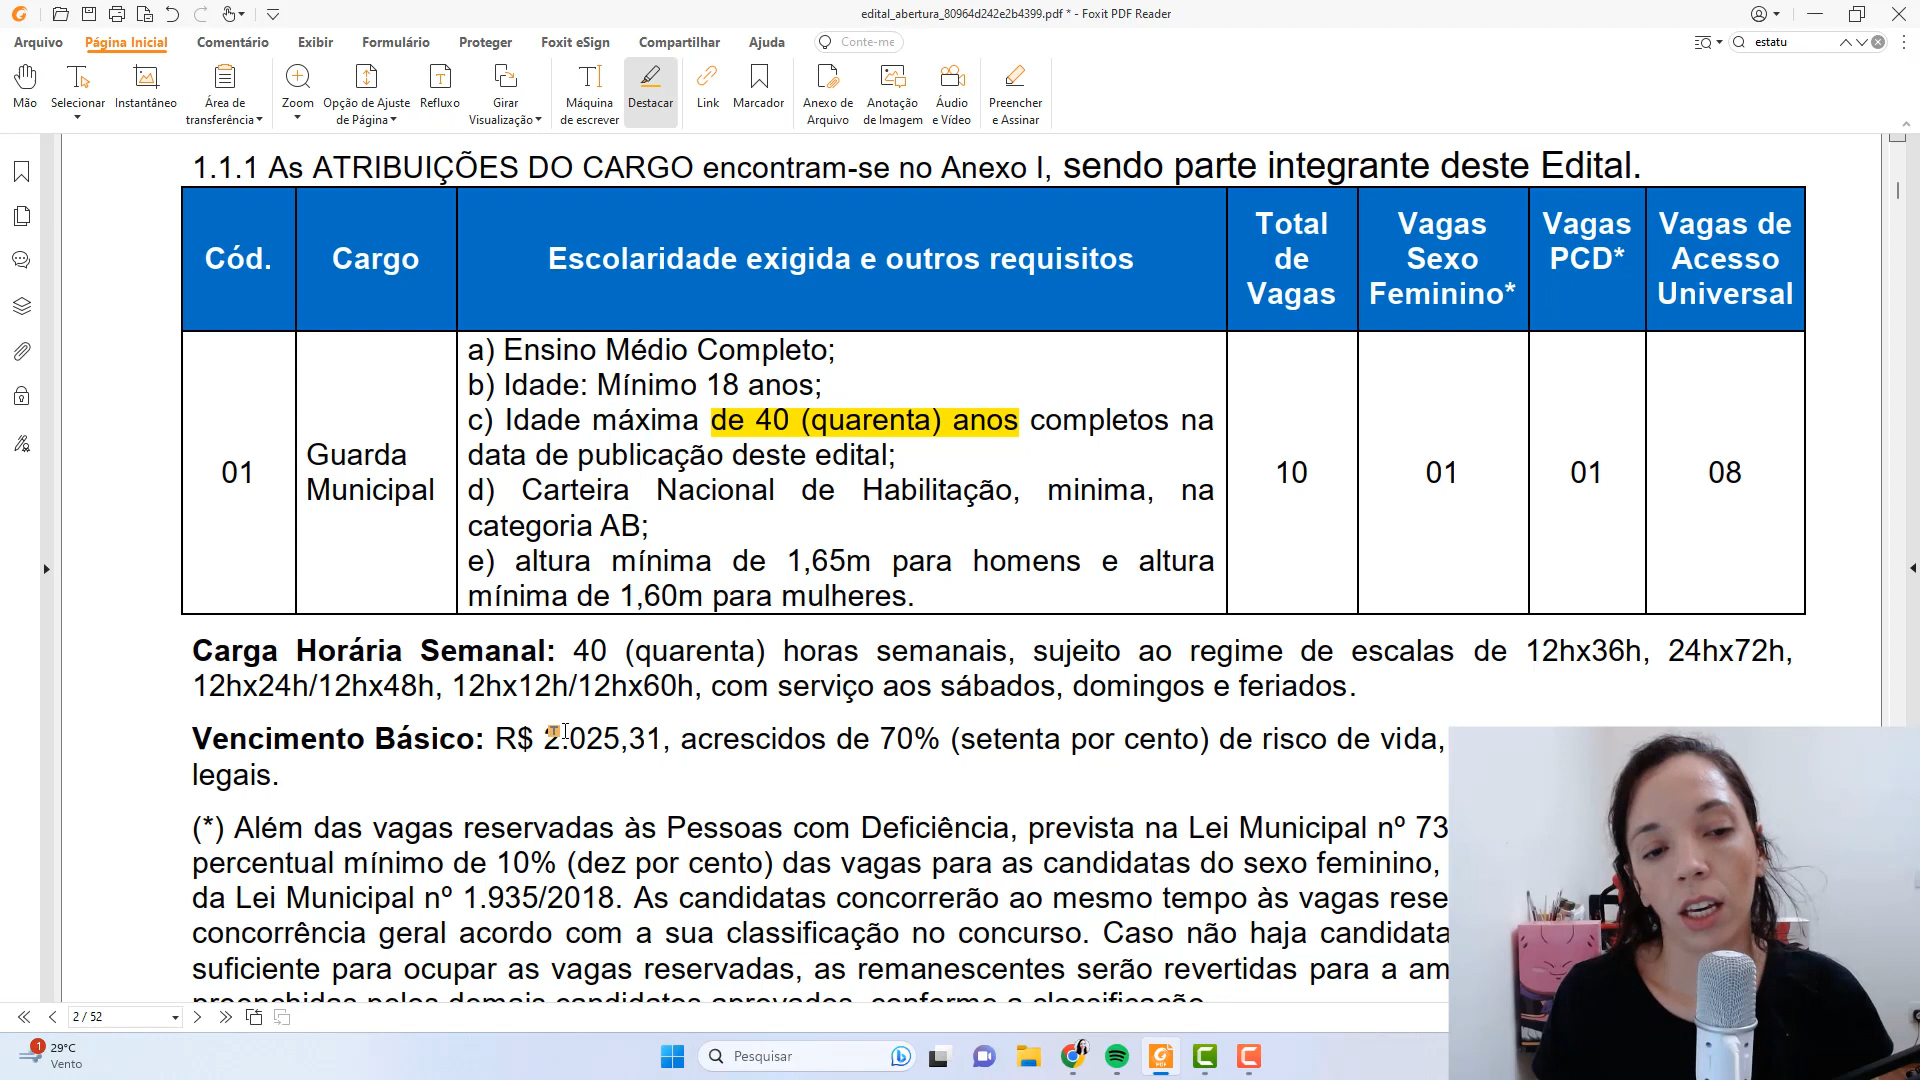 edital_abertura_80964d242e2b4399.pdf * - Foxit PDF Reader
Arquivo Página Inicial Comentário Exibir Formulário Proteger Foxit eSign Compartilhar Ajuda Conte-me estatu
Mão Selecionar Instantâneo Área de transferência Zoom Opção de Ajuste de Página Refluxo Girar Visualização Máquina de escrever Destacar Link Marcador Anexo de Arquivo Anotação de Imagem Áudio e Vídeo Preencher e Assinar
1.1.1 As ATRIBUIÇÕES DO CARGO encontram-se no Anexo I, sendo parte integrante deste Edital.
Cód.
Cargo
Escolaridade exigida e outros requisitos
Total
de
Vagas
Vagas
Sexo
Feminino*
Vagas
PCD*
Vagas de
Acesso
Universal
01
Guarda
Municipal
a) Ensino Médio Completo;
b) Idade: Mínimo 18 anos;
c) Idade máxima de 40 (quarenta) anos completos na
data de publicação deste edital;
d) Carteira Nacional de Habilitação, minima, na
categoria AB;
e) altura mínima de 1,65m para homens e altura
mínima de 1,60m para mulheres.
10
01
01
08
Carga Horária Semanal: 40 (quarenta) horas semanais, sujeito ao regime de escalas de 12hx36h, 24hx72h,
12hx24h/12hx48h, 12hx12h/12hx60h, com serviço aos sábados, domingos e feriados.
Vencimento Básico: R$ 2.025,31, acrescidos de 70% (setenta por cento) de risco de vida,
legais.
(*) Além das vagas reservadas às Pessoas com Deficiência, prevista na Lei Municipal nº 73
percentual mínimo de 10% (dez por cento) das vagas para as candidatas do sexo feminino,
da Lei Municipal nº 1.935/2018. As candidatas concorrerão ao mesmo tempo às vagas rese
concorrência geral acordo com a sua classificação no concurso. Caso não haja candidata
suficiente para ocupar as vagas reservadas, as remanescentes serão revertidas para a am
preenchidas pelos demais candidatos aprovados, conforme a classificação.
2 / 52
1
29°C
Vento
Pesquisar